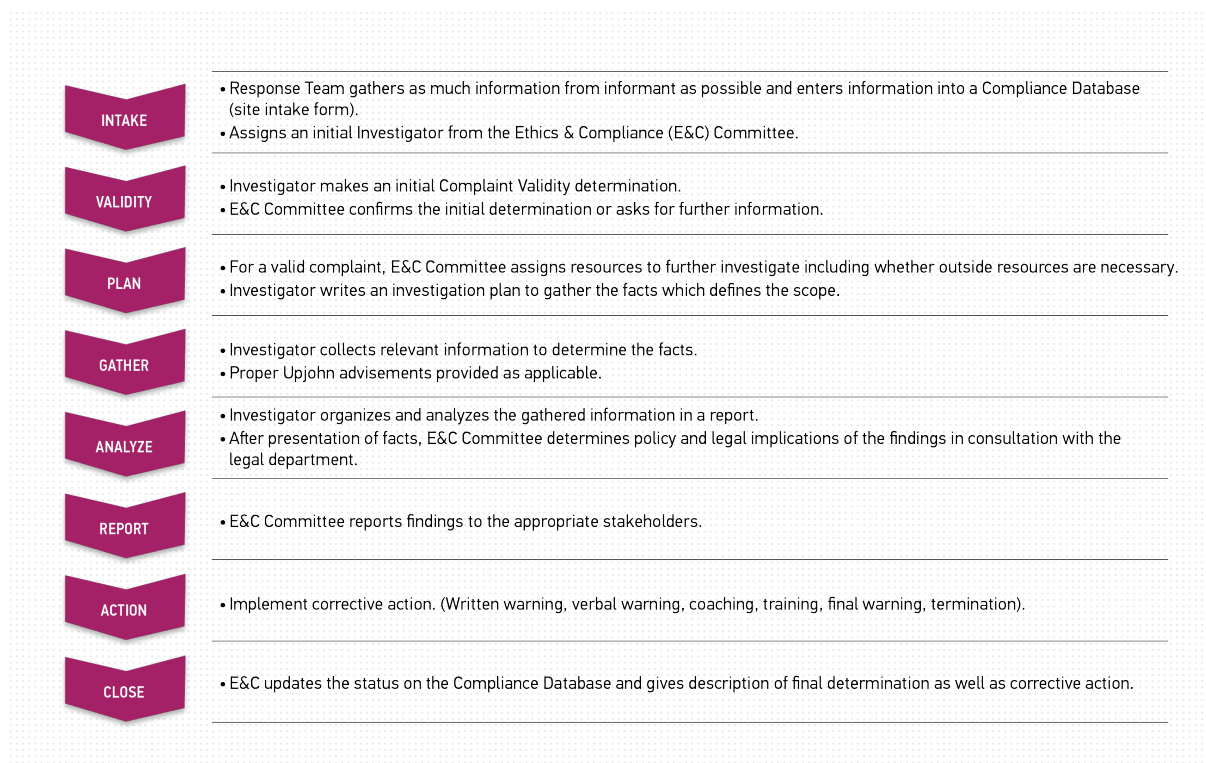 INTAKE
• Response Team gathers as much information from informant as possible and enters information into a Compliance Database
(site intake form).
• Assigns an initial Investigator from the Ethics & Compliance (E&C) Committee.
VALIDITY
• Investigator makes an initial Complaint Validity determination.
• E&C Committee confirms the initial determination or asks for further information.
PLAN
• For a valid complaint, E&C Committee assigns resources to further investigate including whether outside resources are necessary.
• Investigator writes an investigation plan to gather the facts which defines the scope.
GATHER
• Investigator collects relevant information to determine the facts.
• Proper Upjohn advisements provided as applicable.
ANALYZE
• Investigator organizes and analyzes the gathered information in a report.
• After presentation of facts, E&C Committee determines policy and legal implications of the findings in consultation with the
legal department.
REPORT
• E&C Committee reports findings to the appropriate stakeholders.
ACTION
• Implement corrective action. (Written warning, verbal warning, coaching, training, final warning, termination).
CLOSE
• E&C updates the status on the Compliance Database and gives description of final determination as well as corrective action.